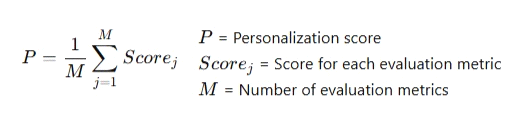 P = \frac{1}{M} \sum_{j=1}^{M} Score_j
P = Personalization score
Score_j = Score for each evaluation metric
M = Number of evaluation metrics